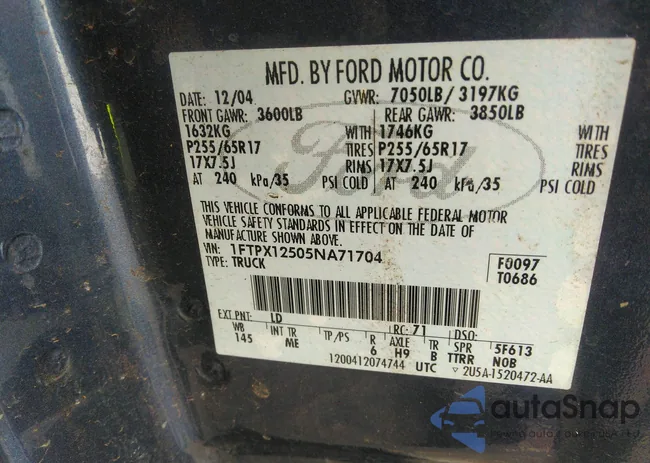 MFD. BY FORD MOTOR CO.
DATE: 12/04 GVWR: 7050LB/ 3197KG
FRONT GAWR: 3600LB REAR GAWR: 3850LB
1632KG WITH 1746KG WITH
P255/65R17 TIRES P255/65R17 TIRES
17X7.5J RIMS 17X7.5J RIMS
AT 240 kPa/35 PSI COLD AT 240 kPa/35 PSI COLD
Ford
THIS VEHICLE CONFORMS TO ALL APPLICABLE FEDERAL MOTOR
VEHICLE SAFETY STANDARDS IN EFFECT ON THE DATE OF
MANUFACTURE SHOWN ABOVE.
VIN: 1FTPX12505NA71704 F0097
TYPE: TRUCK T0686
EXT PNT: LD RC: 71 DSO:
WB INT TR TP/PS R AXLE TR SPR 5F613
145 ME 6 H9 B TTRR NOB
1200412074744 UTC ▽ 2U5A-1520472-AA
autoSnap